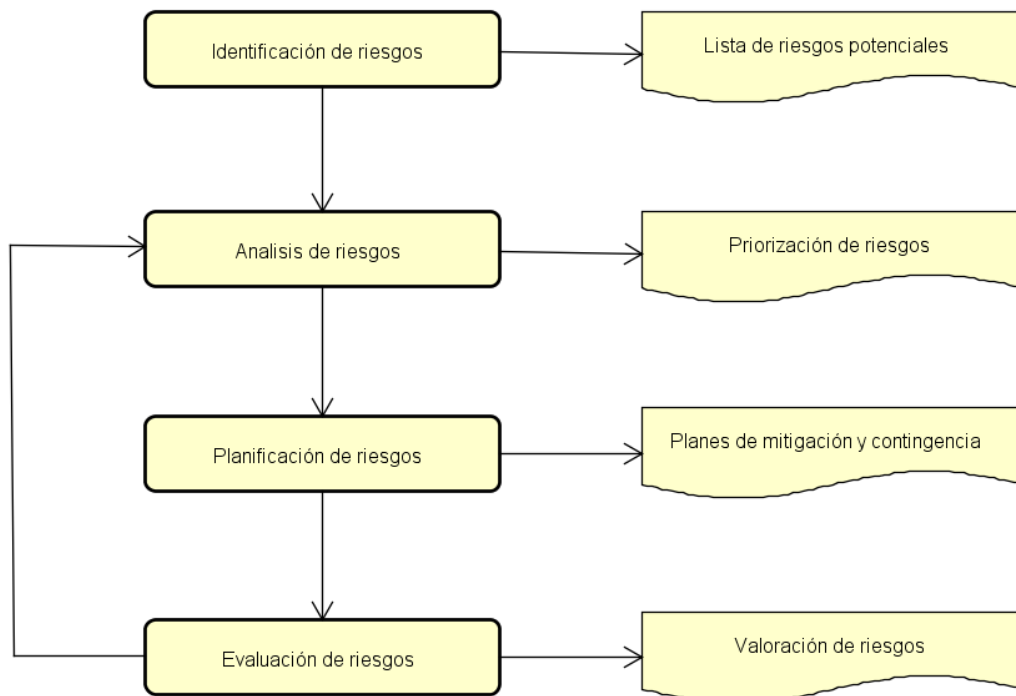 Identificación de riesgos
Lista de riesgos potenciales
Analisis de riesgos
Priorización de riesgos
Planificación de riesgos
Planes de mitigación y contingencia
Evaluación de riesgos
Valoración de riesgos